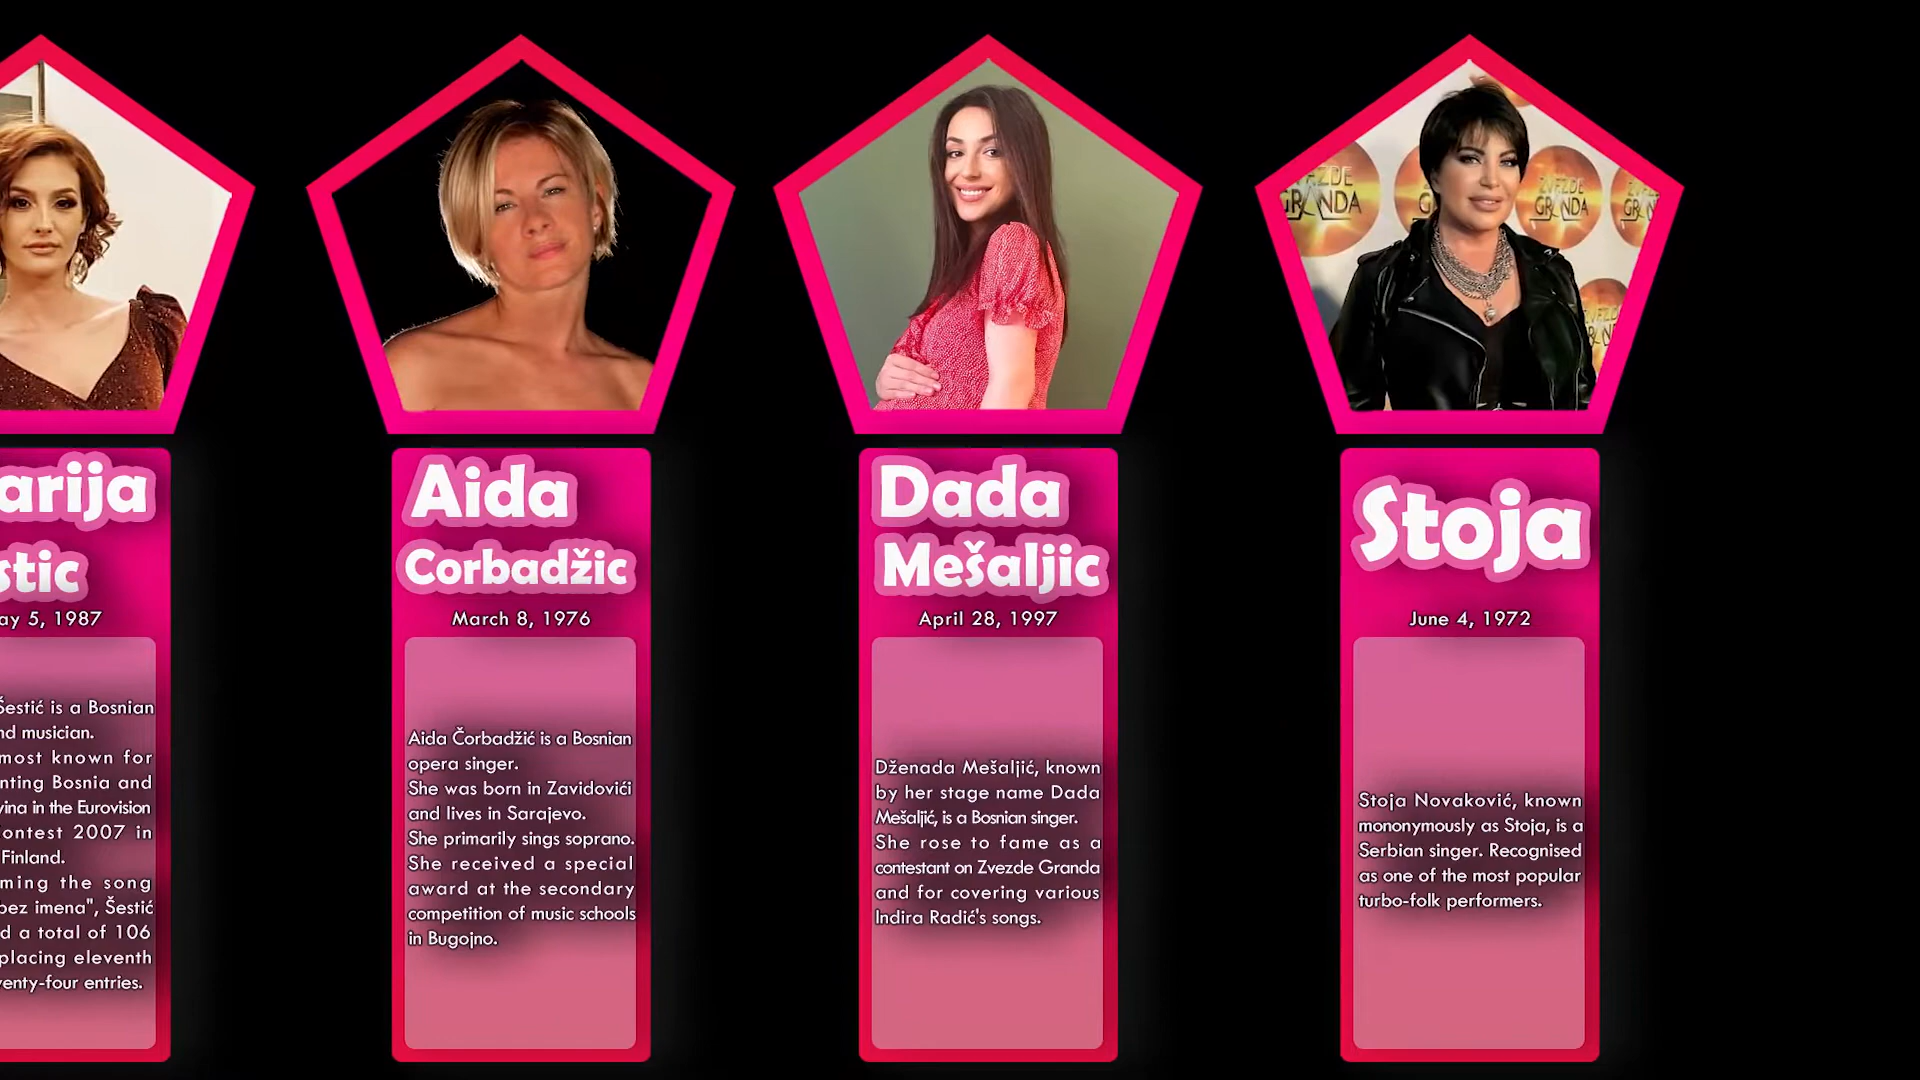 arija
stic
ay 5, 1987
Šestić is a Bosnian
nd musician.
most known for
nting Bosnia and
vina in the Eurovision
ontest 2007 in
Finland.
ming the song
bez imena", Šestić
d a total of 106
placing eleventh
venty-four entries.
Aida
Corbadžic
March 8, 1976
Aida Čorbadžić is a Bosnian
opera singer.
She was born in Zavidovići
and lives in Sarajevo.
She primarily sings soprano.
She received a special
award at the secondary
competition of music schools
in Bugojno.
Dada
Mešaljic
April 28, 1997
Dženada Mešaljić, known
by her stage name Dada
Mešaljić, is a Bosnian singer.
She rose to fame as a
contestant on Zvezde Granda
and for covering various
Indira Radić's songs.
ZVEZDE
GRANDA
Stoja
June 4, 1972
Stoja Novaković, known
mononymously as Stoja, is a
Serbian singer. Recognised
as one of the most popular
turbo-folk performers.